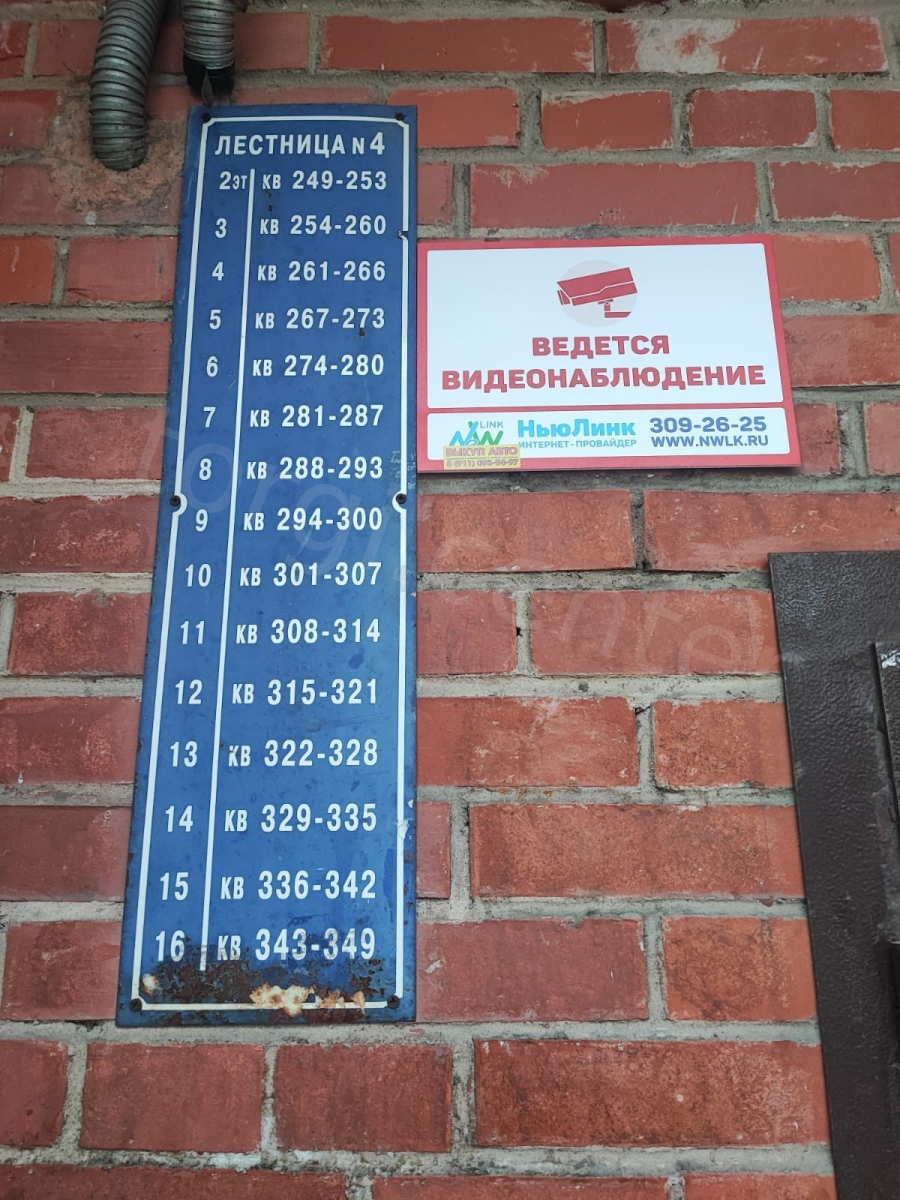 ЛЕСТНИЦА N 4
2эт КВ 249-253
3 КВ 254-260
4 КВ 261-266
5 КВ 267-273
6 КВ 274-280
7 КВ 281-287
8 КВ 288-293
9 КВ 294-300
10 КВ 301-307
11 КВ 308-314
12 КВ 315-321
13 КВ 322-328
14 КВ 329-335
15 КВ 336-342
16 КВ 343-349
ВЕДЕТСЯ
ВИДЕОНАБЛЮДЕНИЕ
LINK
NEW
НьюЛинк
ИНТЕРНЕТ-ПРОВАЙДЕР
309-26-25
WWW.NWLK.RU
ВЫКУП АВТО